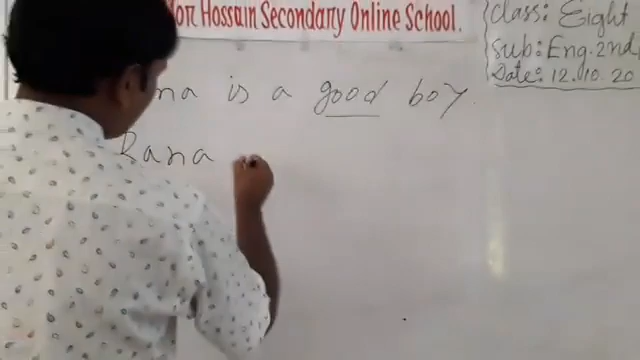 Hossain Secondary Online School.
Class: Eight
Sub: Eng. 2nd
Date: 12.10.20
is a good boy
Rana